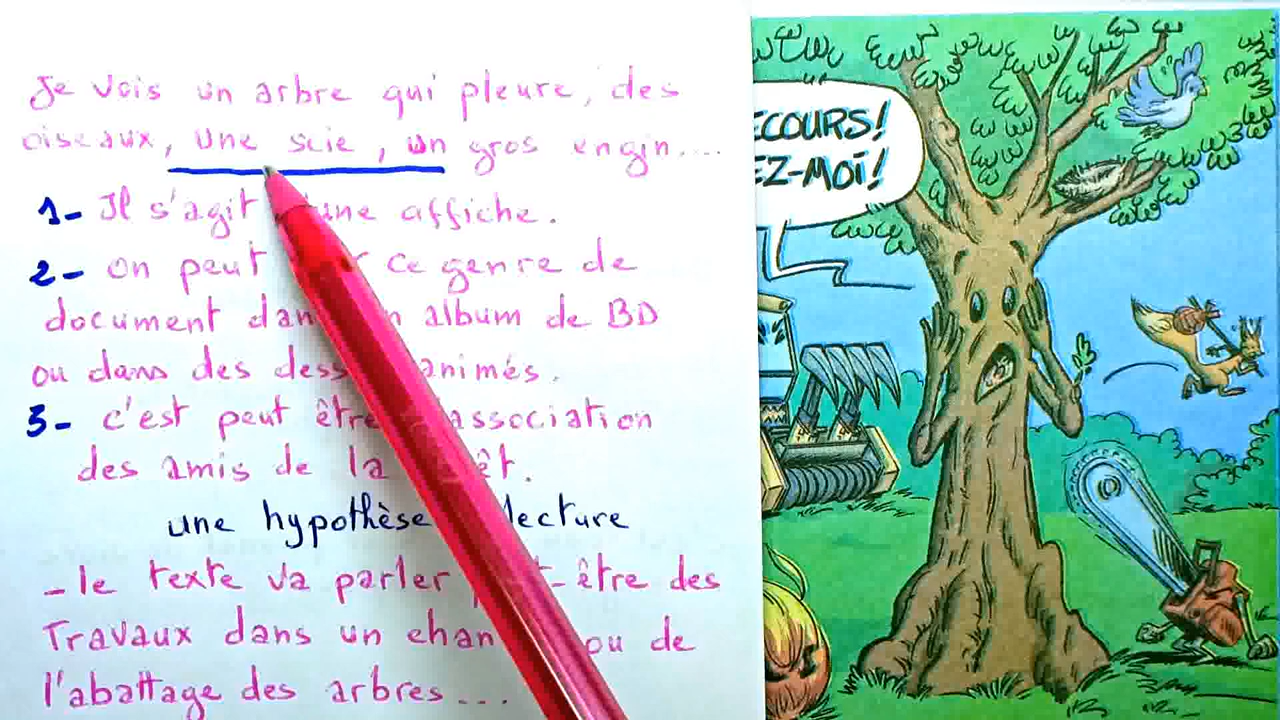 Je vois un arbre qui pleure, des
oiseaux, une scie, un gros engin....
1- Il s'agit une affiche.
2- on peut ce genre de
document dan n album de BD
ou dans des dess animés.
3- c'est peut être association
des amis de la êt.
une hypothèse lecture
- le texte va parler p t-être des
Travaux dans un chan ou de
l'abattage des arbres...
ECOURS!
EZ-MOi!